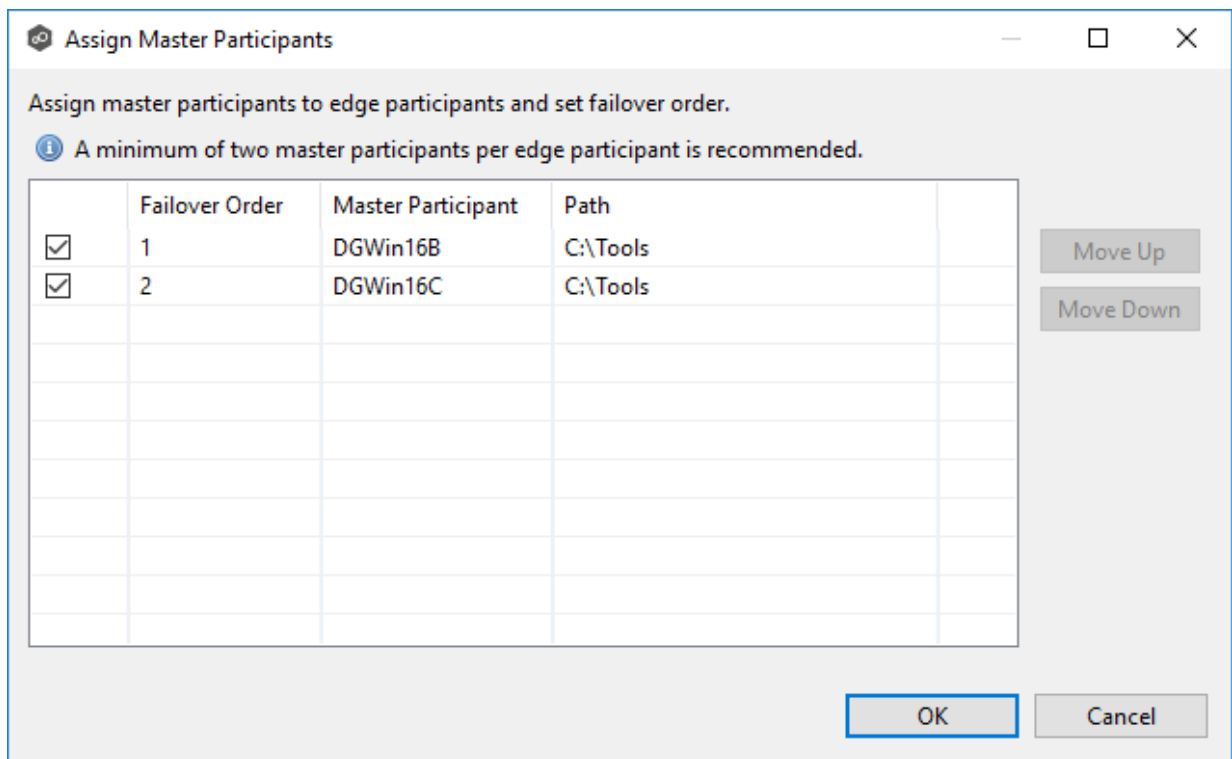 Assign Master Participants
Assign master participants to edge participants and set failover order.
A minimum of two master participants per edge participant is recommended.
Failover Order Master Participant Path
1 DGWin16B C:\Tools
Move Up
2 DGWin16C C:\Tools
Move Down
OK Cancel